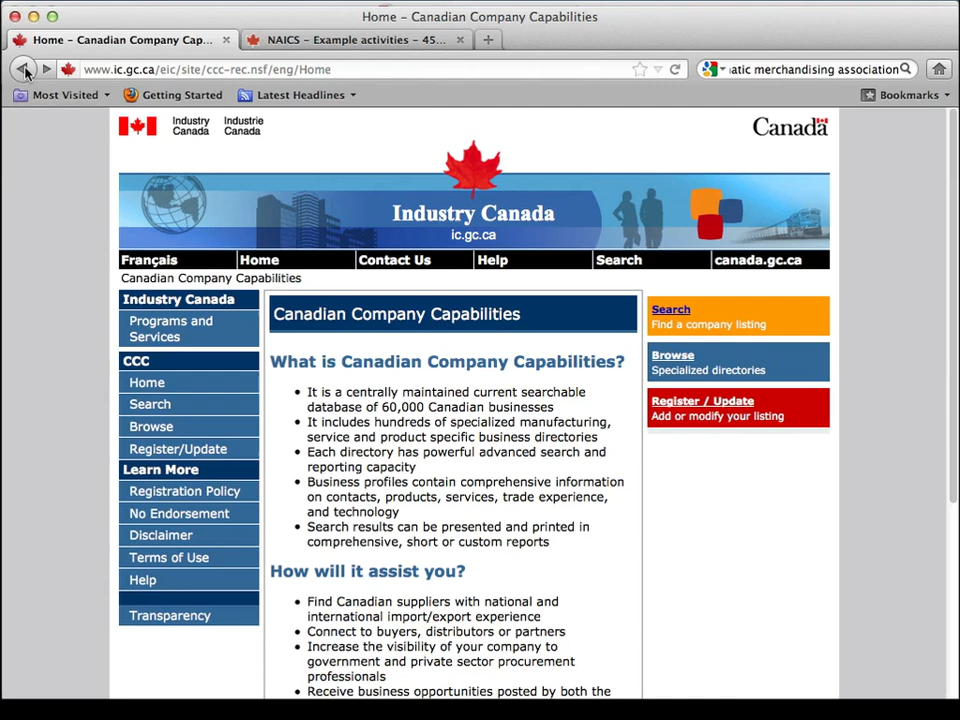 Home – Canadian Company Capabilities
Home – Canadian Company Cap...
NAICS – Example activities – 45...
www.ic.gc.ca/eic/site/ccc-rec.nsf/eng/Home
atic merchandising association
Most Visited
Getting Started
Latest Headlines
Bookmarks
Industry Canada
Industrie Canada
Canada
Industry Canada
ic.gc.ca
Français
Home
Contact Us
Help
Search
canada.gc.ca
Canadian Company Capabilities
Industry Canada
Programs and
Services
CCC
Home
Search
Browse
Register/Update
Learn More
Registration Policy
No Endorsement
Disclaimer
Terms of Use
Help
Transparency
Canadian Company Capabilities
What is Canadian Company Capabilities?
• It is a centrally maintained current searchable
database of 60,000 Canadian businesses
• It includes hundreds of specialized manufacturing,
service and product specific business directories
• Each directory has powerful advanced search and
reporting capacity
• Business profiles contain comprehensive information
on contacts, products, services, trade experience,
and technology
• Search results can be presented and printed in
comprehensive, short or custom reports
How will it assist you?
• Find Canadian suppliers with national and
international import/export experience
• Connect to buyers, distributors or partners
• Increase the visibility of your company to
government and private sector procurement
professionals
• Receive business opportunities posted by both the
Search
Find a company listing
Browse
Specialized directories
Register / Update
Add or modify your listing